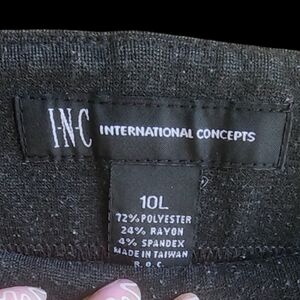 I·N·C INTERNATIONAL CONCEPTS
10L
72% POLYESTER
24% RAYON
4% SPANDEX
MADE IN TAIWAN
R.O.C.